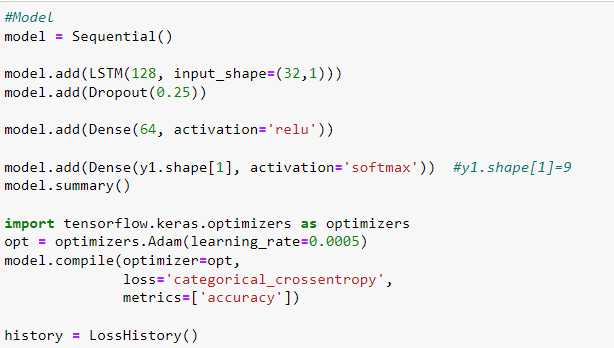 #Model
model = Sequential()
model.add(LSTM(128, input_shape=(32,1)))
model.add(Dropout(0.25))
model.add(Dense(64, activation='relu'))
model.add(Dense(y1.shape[1], activation='softmax'))  #y1.shape[1]=9
model.summary()
import tensorflow.keras.optimizers as optimizers
opt = optimizers.Adam(learning_rate=0.0005)
model.compile(optimizer=opt,
              loss='categorical_crossentropy',
              metrics=['accuracy'])
history = LossHistory()